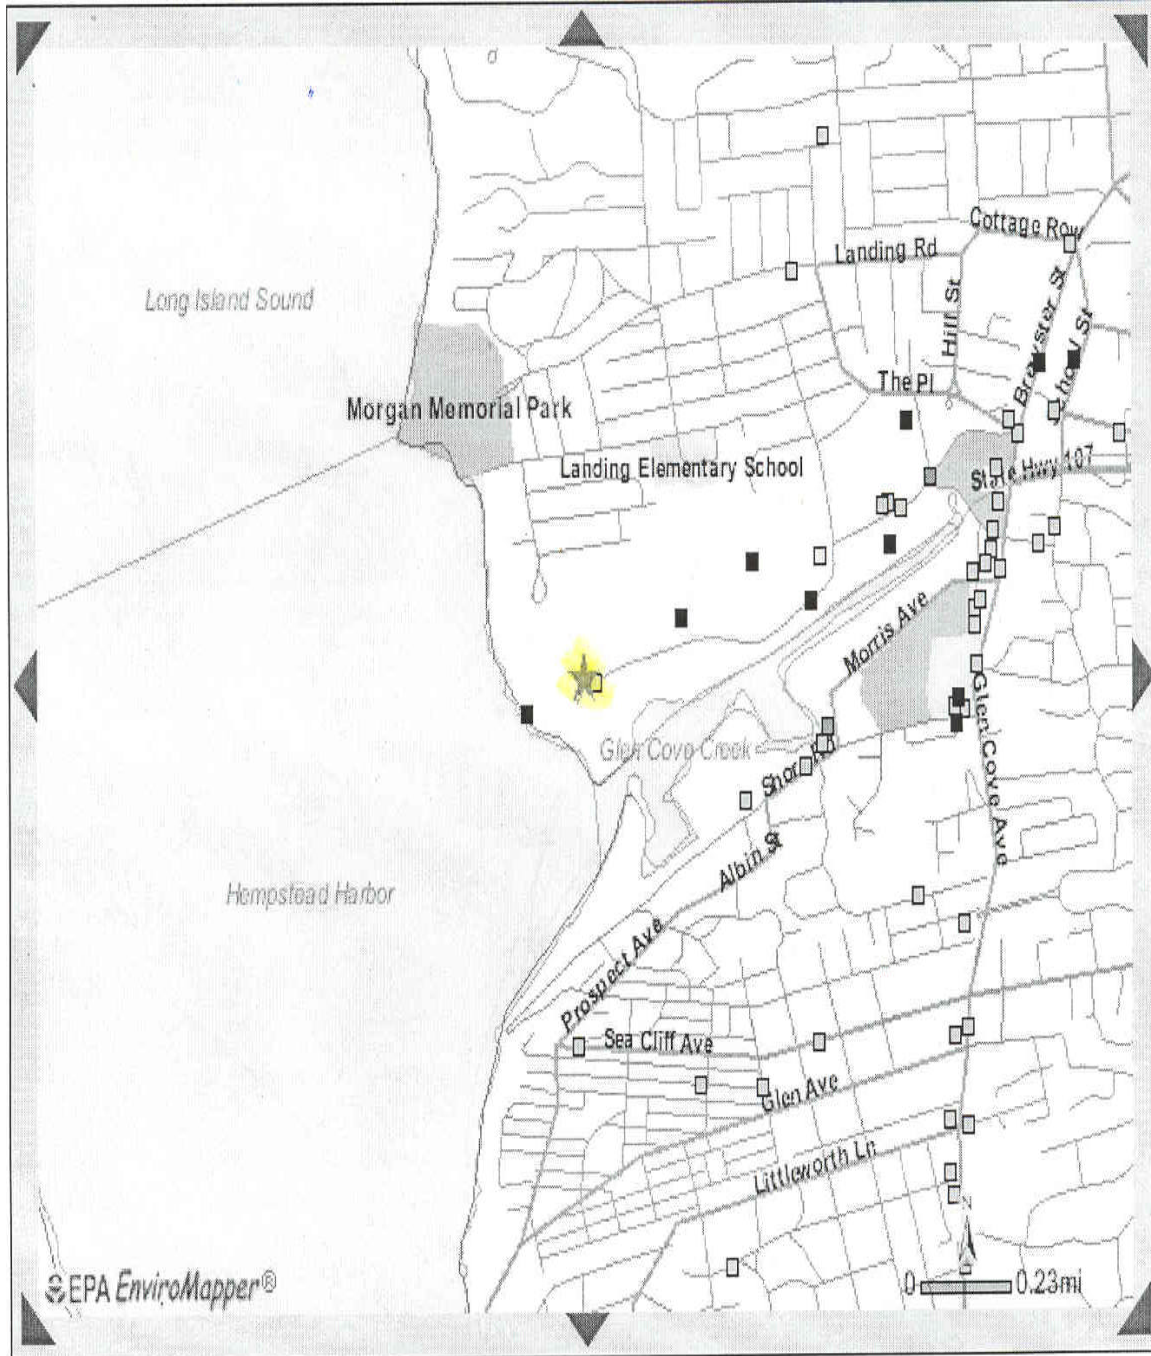 Cottage Row
Landing Rd
Long Island Sound
Hill St
Brewster St
School St
The Pl
Morgan Memorial Park
Landing Elementary School
State Hwy 107
Morris Ave
Glen Cove Ave
Glen Cove Creek
Shore Rd
Albin St
Hempstead Harbor
Prospect Ave
Sea Cliff Ave
Glen Ave
Littleworth Ln
N
EPA EnviroMapper®
0 0.23mi